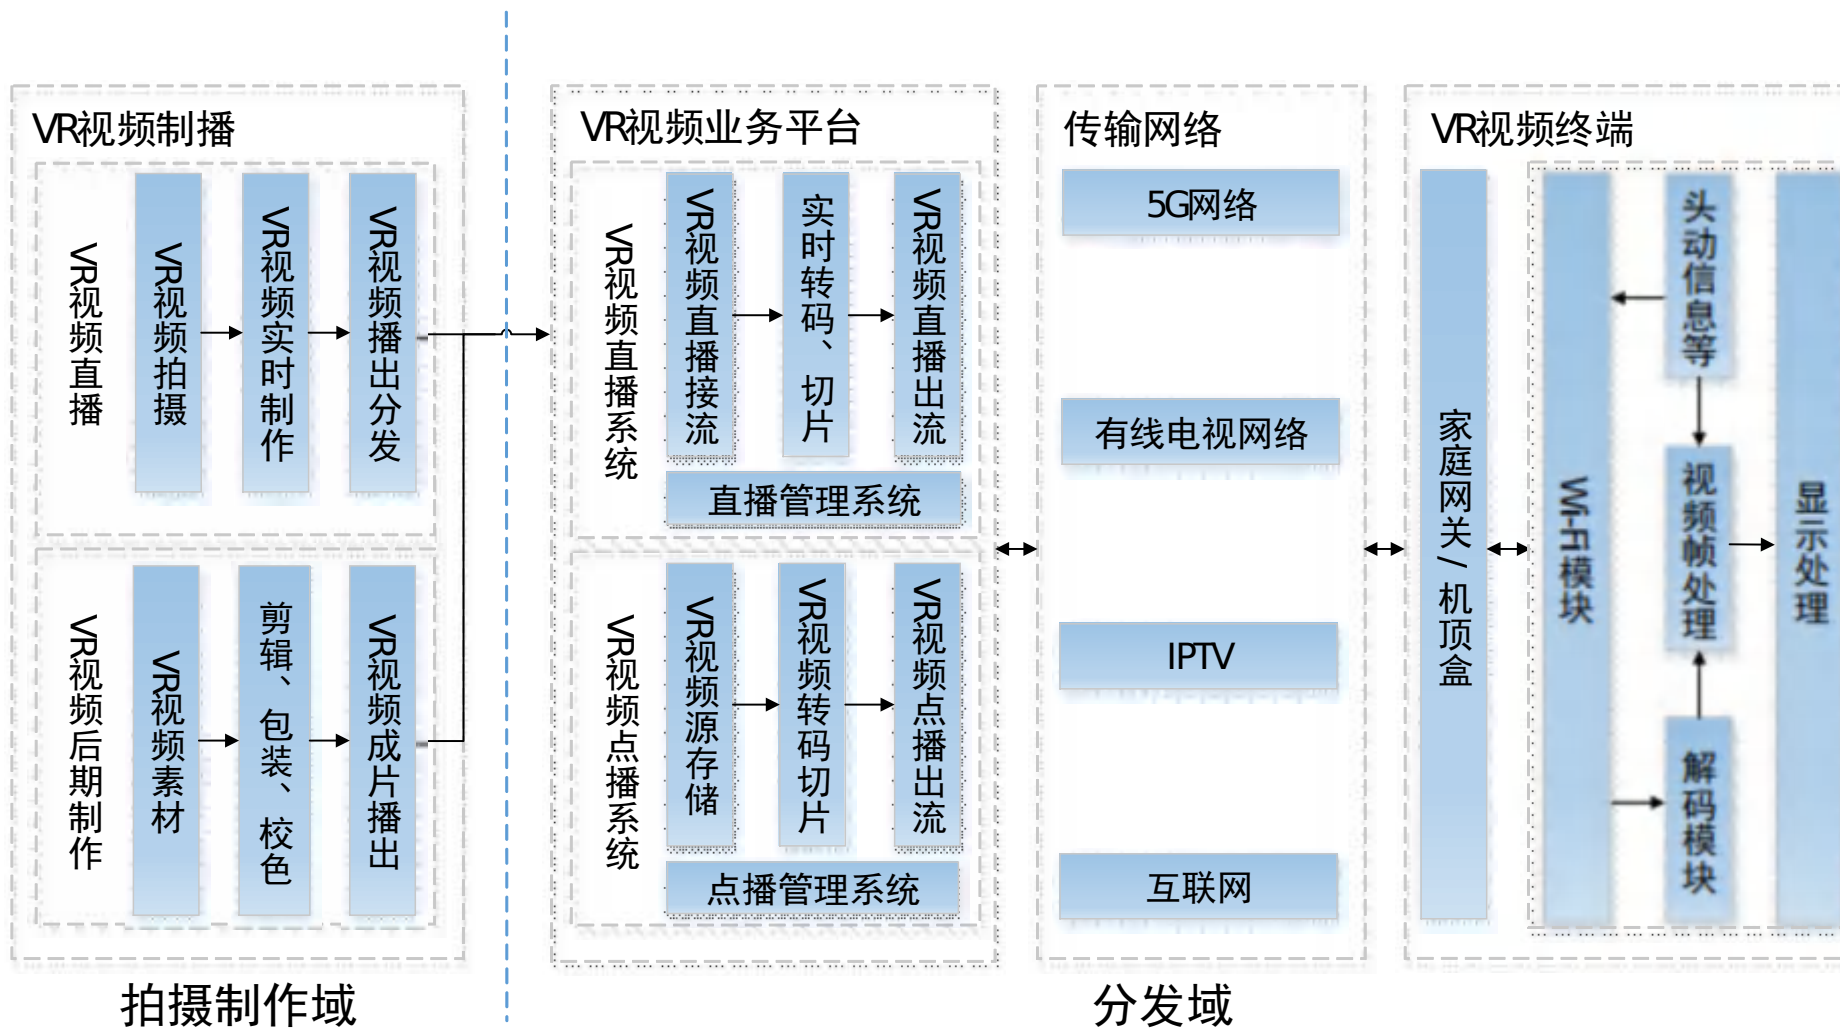 VR视频制播
VR视频直播
VR视频拍摄
VR视频实时制作
VR视频播出分发
VR视频后期制作
VR视频素材
剪辑、包装、校色
VR视频成片播出
拍摄制作域
VR视频业务平台
VR视频直播系统
VR视频直播接流
实时转码、切片
VR视频直播出流
直播管理系统
VR视频点播系统
VR视频源存储
VR视频转码切片
VR视频点播出流
点播管理系统
传输网络
5G网络
有线电视网络
IPTV
互联网
VR视频终端
家庭网关/机顶盒
Wi-Fi模块
头动信息等
视频帧处理
解码模块
显示处理
分发域